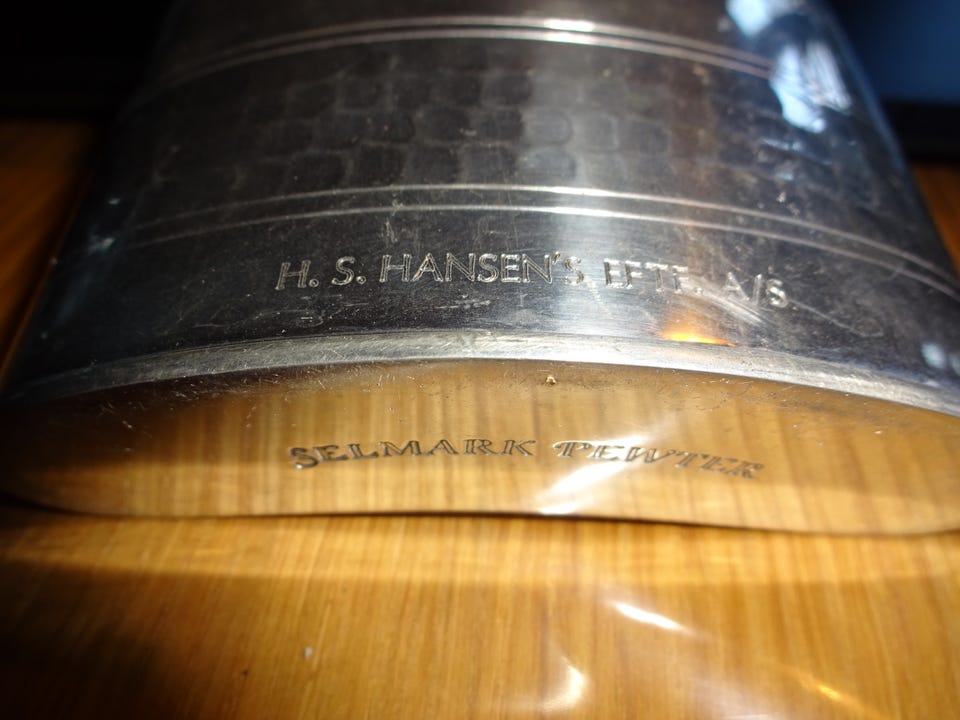 H. S. HANSEN'S EFTF. A/S.
SELMARK PEWTER